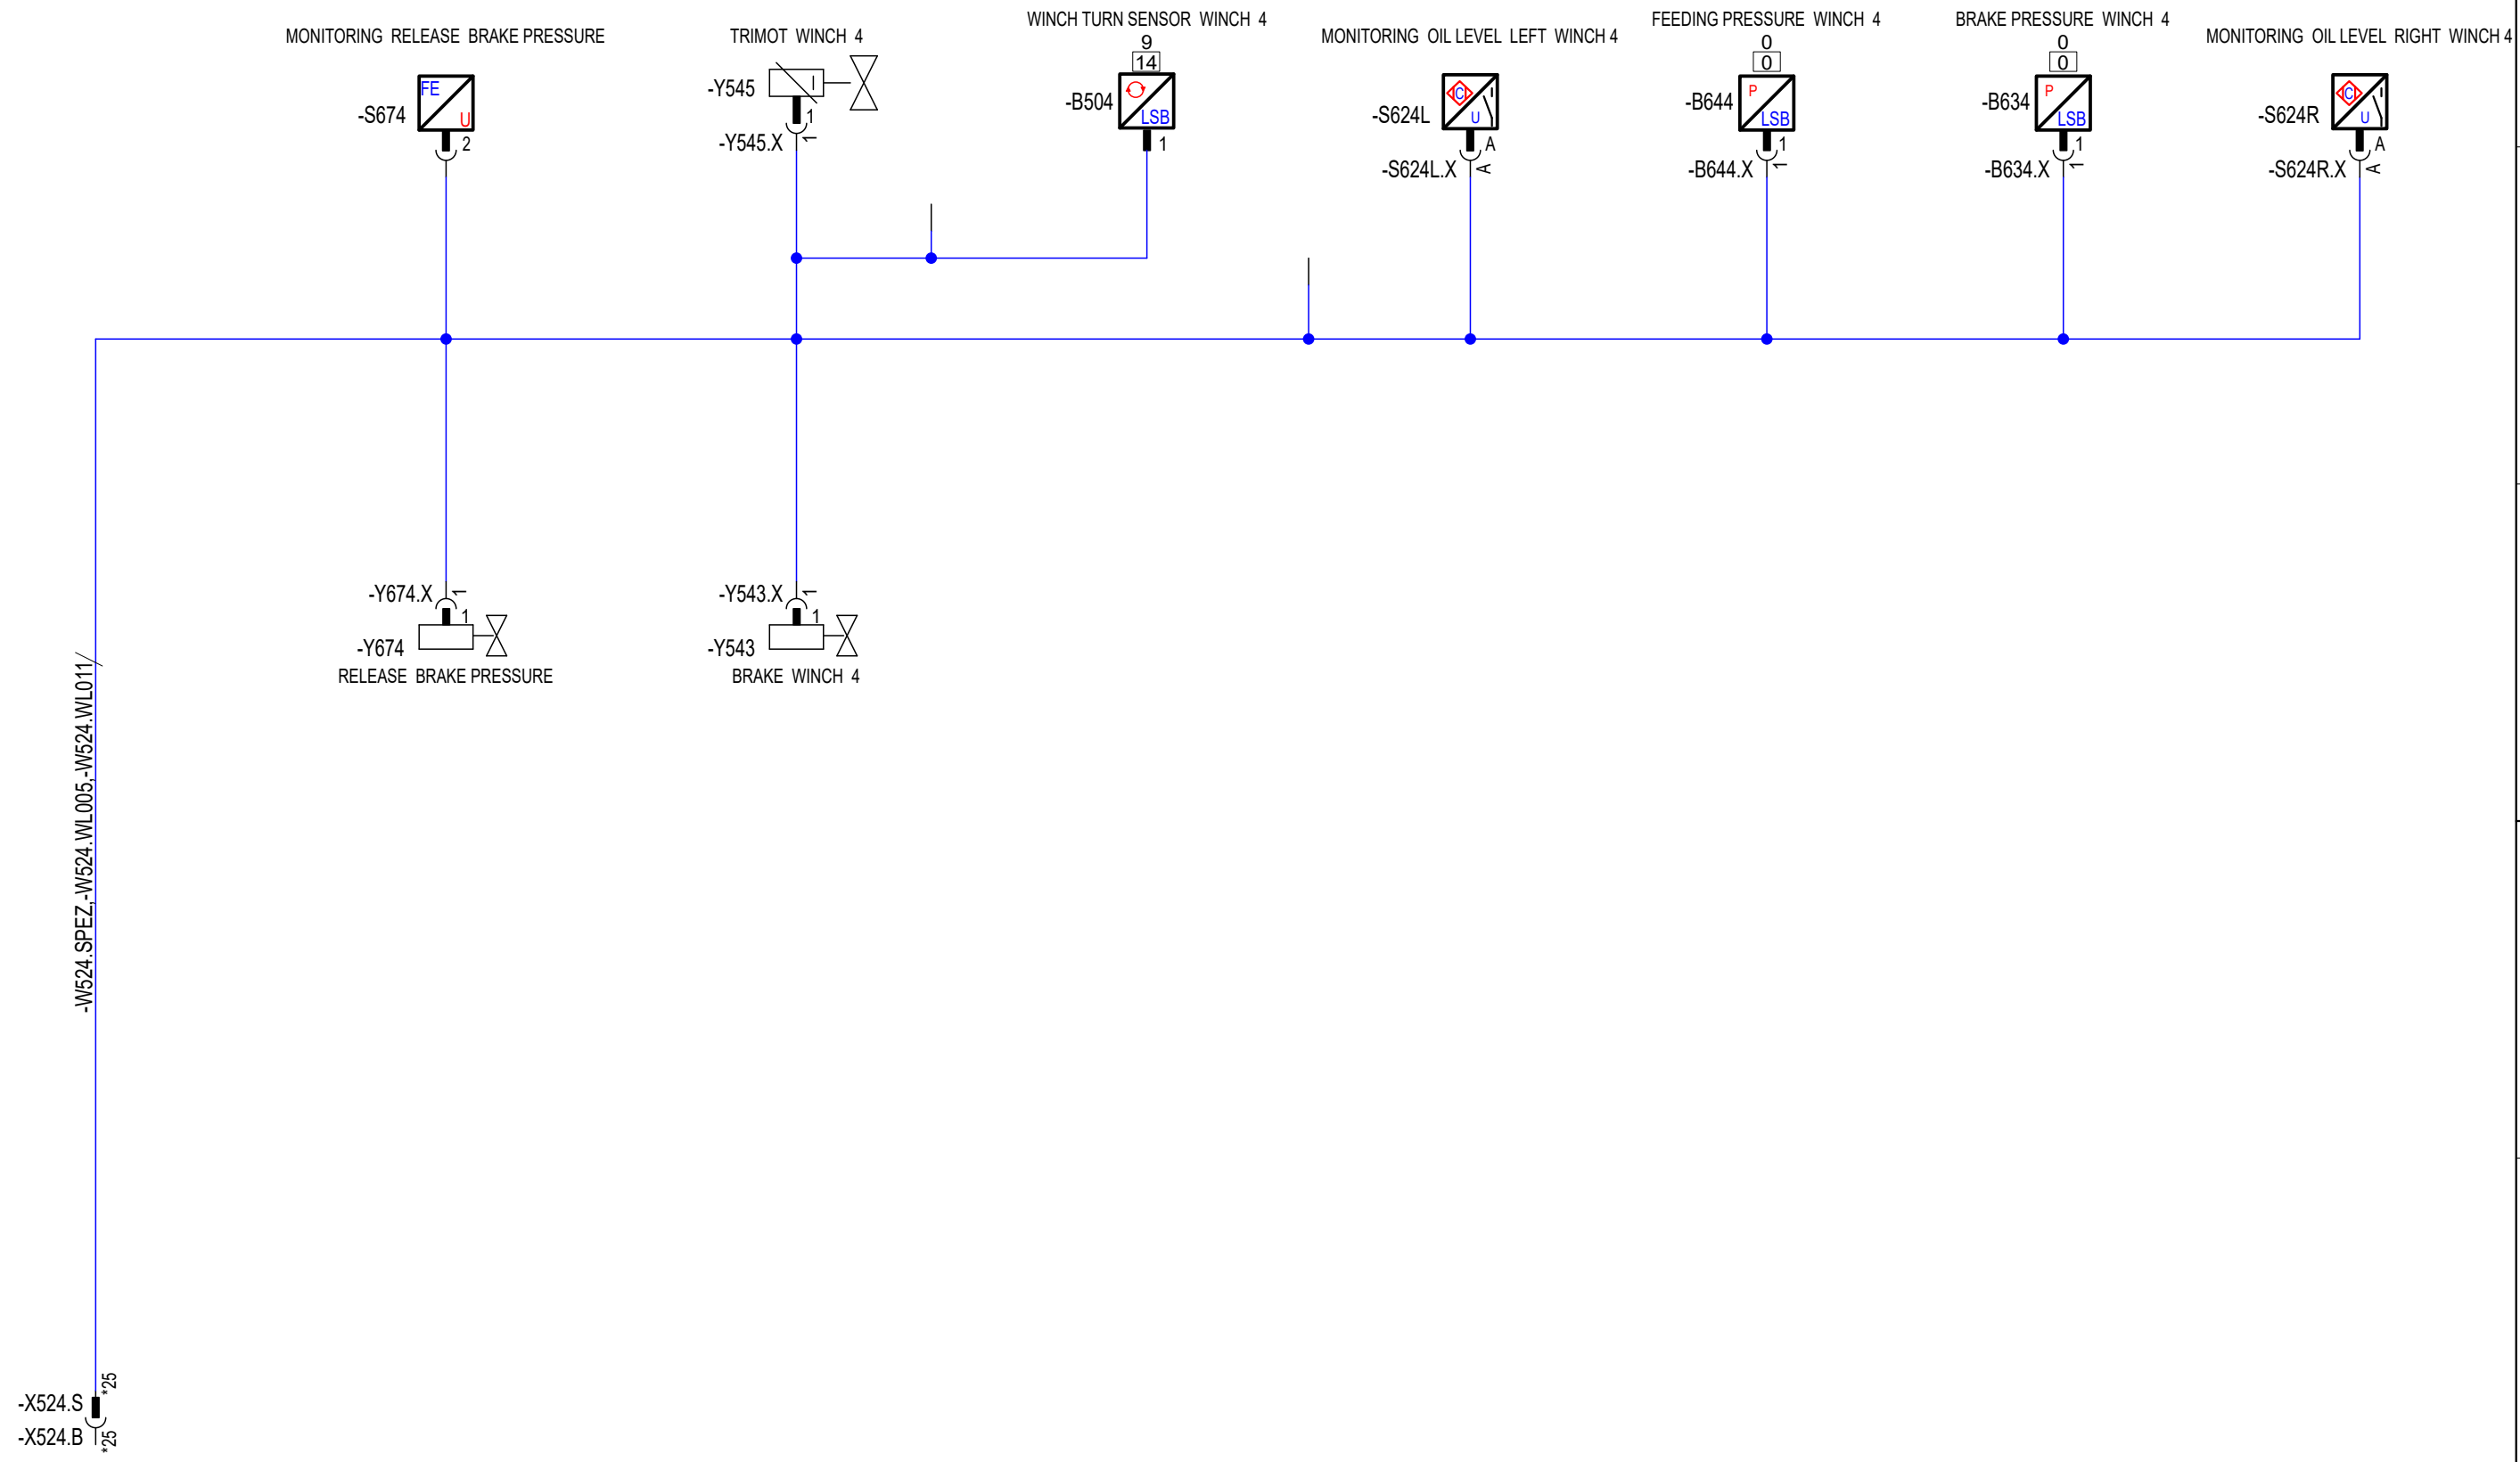 WINCH TURN SENSOR WINCH 4
FEEDING PRESSURE WINCH 4
BRAKE PRESSURE WINCH 4
MONITORING RELEASE BRAKE PRESSURE
TRIMOT WINCH 4
MONITORING OIL LEVEL LEFT WINCH 4
MONITORING OIL LEVEL RIGHT WINCH 4
9
14
0
0
0
0
-S674
FE
U
2
-Y545
I
1
-Y545.X
1
-B504
LSB
1
-S624L
C
U
A
-S624L.X
A
-B644
P
LSB
1
-B644.X
1
-B634
P
LSB
1
-B634.X
1
-S624R
C
U
A
-S624R.X
A
-Y674.X
1
1
-Y674
RELEASE BRAKE PRESSURE
-Y543.X
1
1
-Y543
BRAKE WINCH 4
-W524.SPEZ,-W524.WL005,-W524.WL011
-X524.S
*25
-X524.B
*25